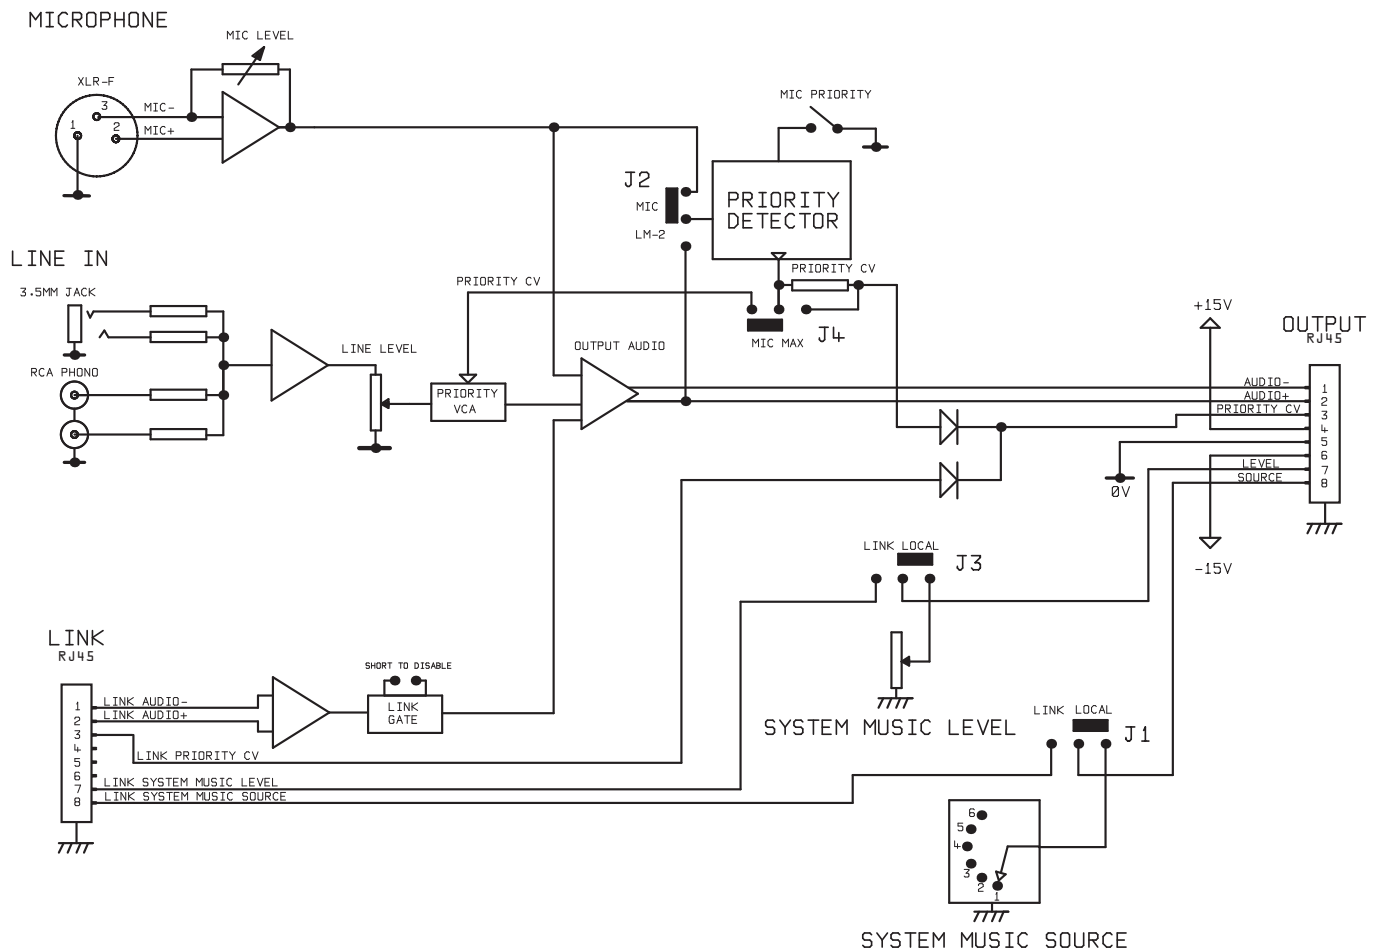 MICROPHONE
MIC LEVEL
XLR-F
3
MIC-
1
2
MIC+
MIC PRIORITY
J2
MIC
LM-2
PRIORITY
DETECTOR
LINE IN
3.5MM JACK
PRIORITY CV
PRIORITY CV
MIC MAX
J4
RCA PHONO
LINE LEVEL
OUTPUT AUDIO
PRIORITY
VCA
+15V
OUTPUT
RJ45
AUDIO-
1
AUDIO+
2
PRIORITY CV
3
4
5
6
LEVEL
7
SOURCE
8
0V
-15V
LINK LOCAL
J3
SYSTEM MUSIC LEVEL
LINK
RJ45
SHORT TO DISABLE
1
LINK AUDIO-
2
LINK AUDIO+
3
4
5
LINK PRIORITY CV
6
7
LINK SYSTEM MUSIC LEVEL
8
LINK SYSTEM MUSIC SOURCE
LINK
GATE
LINK LOCAL
J1
6
5
4
3
2
1
SYSTEM MUSIC SOURCE